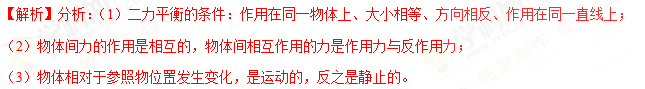 【解析】分析：（1）二力平衡的条件：作用在同一物体上、大小相等、方向相反、作用在同一直线上；
（2）物体间力的作用是相互的，物体间相互作用的力是作用力与反作用力；
（3）物体相对于参照物位置发生变化，是运动的，反之是静止的。